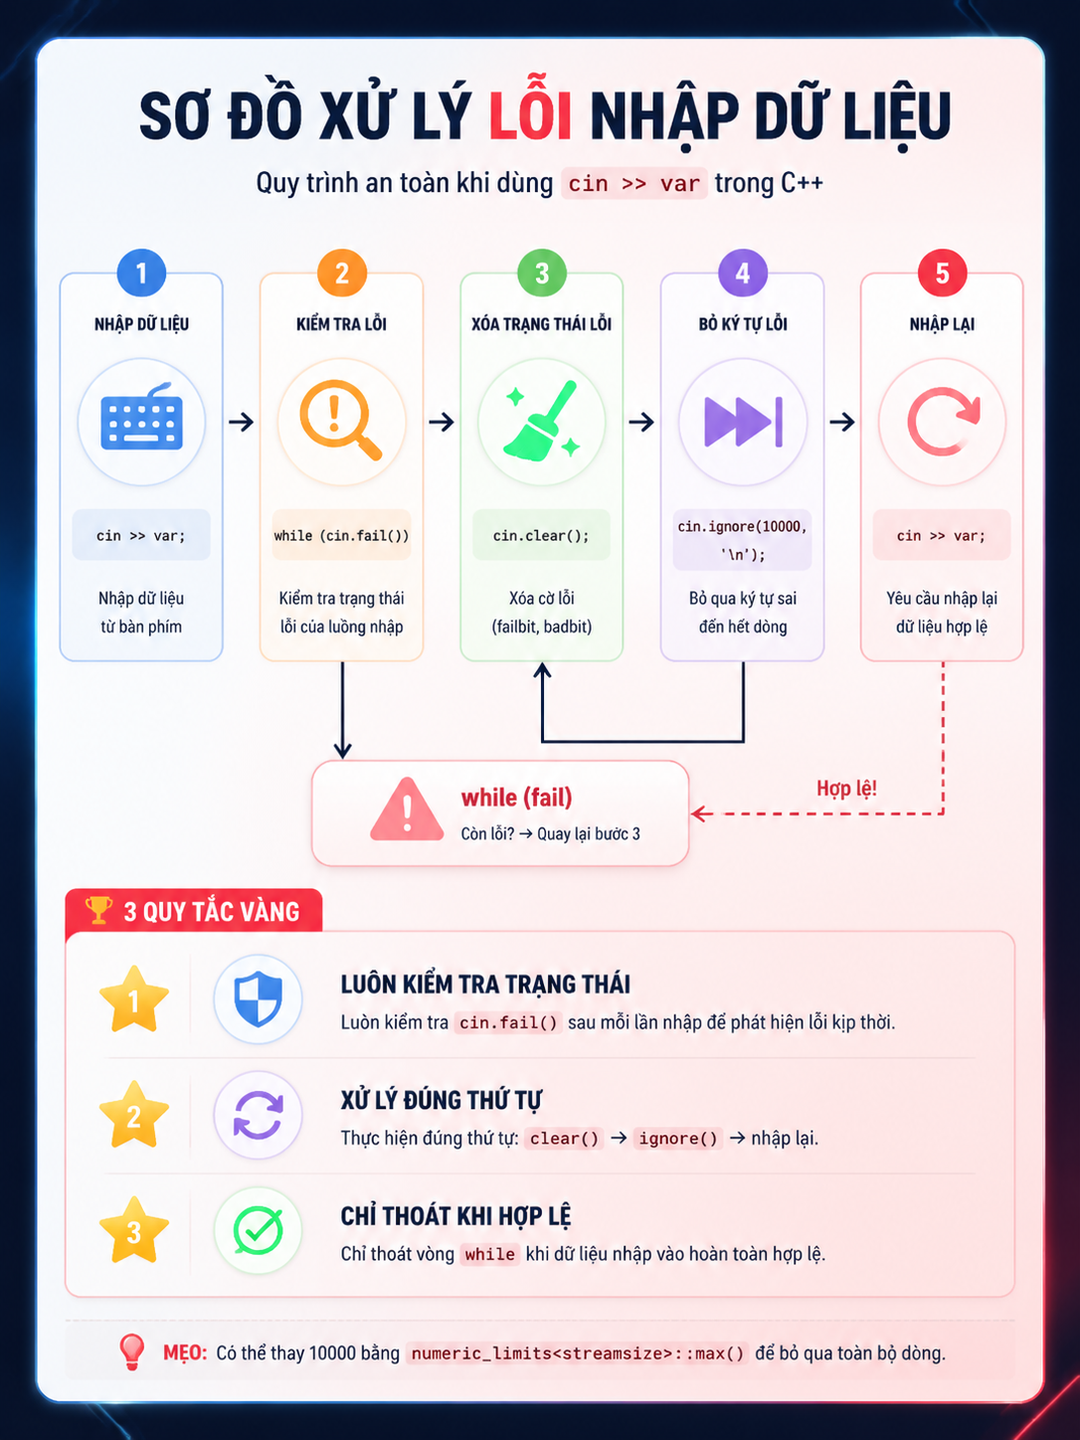 SƠ ĐỒ XỬ LÝ LỖI NHẬP DỮ LIỆU
Quy trình an toàn khi dùng cin >> var trong C++
1
NHẬP DỮ LIỆU
cin >> var;
Nhập dữ liệu
từ bàn phím
2
KIỂM TRA LỖI
while (cin.fail())
Kiểm tra trạng thái
lỗi của luồng nhập
3
XÓA TRẠNG THÁI LỖI
cin.clear();
Xóa cờ lỗi
(failbit, badbit)
4
BỎ KÝ TỰ LỖI
cin.ignore(10000,
'\n');
Bỏ qua ký tự sai
đến hết dòng
5
NHẬP LẠI
cin >> var;
Yêu cầu nhập lại
dữ liệu hợp lệ
while (fail)
Còn lỗi? → Quay lại bước 3
Hợp lệ!
3 QUY TẮC VÀNG
1
LUÔN KIỂM TRA TRẠNG THÁI
Luôn kiểm tra cin.fail() sau mỗi lần nhập để phát hiện lỗi kịp thời.
2
XỬ LÝ ĐÚNG THỨ TỰ
Thực hiện đúng thứ tự: clear() → ignore() → nhập lại.
3
CHỈ THOÁT KHI HỢP LỆ
Chỉ thoát vòng while khi dữ liệu nhập vào hoàn toàn hợp lệ.
MẸO: Có thể thay 10000 bằng numeric_limits<streamsize>::max() để bỏ qua toàn bộ dòng.